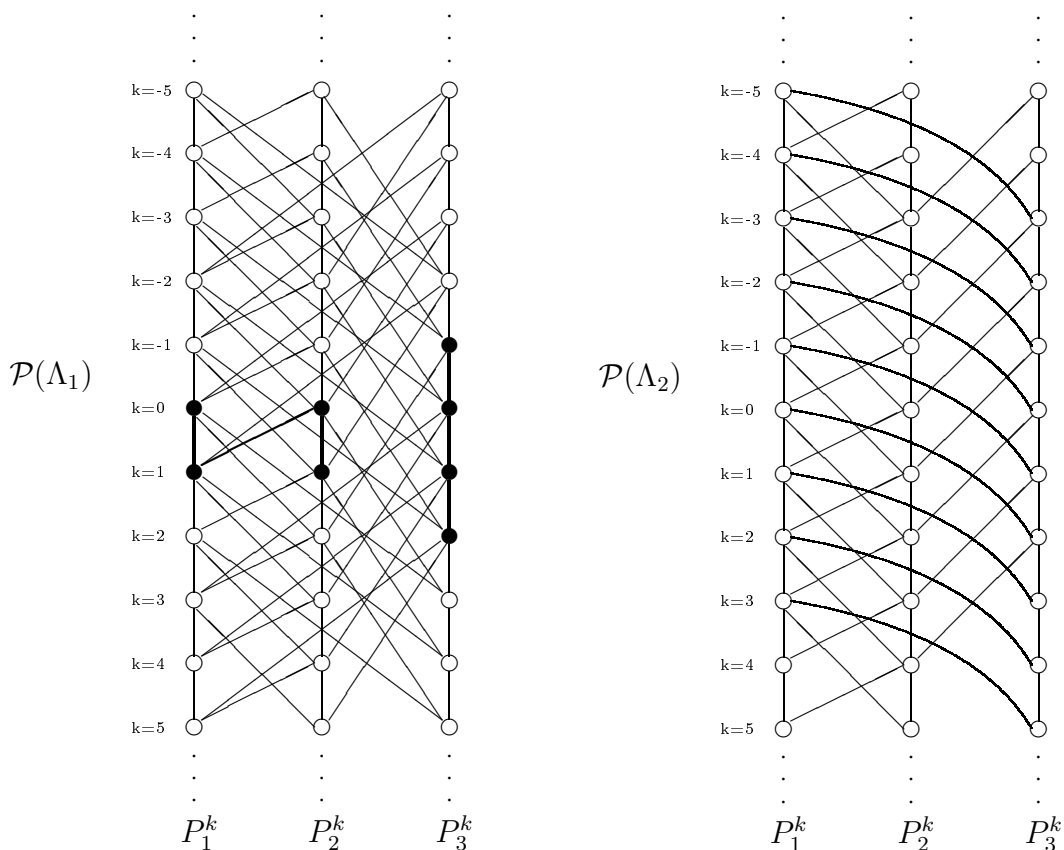 k=-5
k=-4
k=-3
k=-2
k=-1
k=0
k=1
k=2
k=3
k=4
k=5
𝒫(Λ₁)
P₁ᵏ P₂ᵏ P₃ᵏ
k=-5
k=-4
k=-3
k=-2
k=-1
k=0
k=1
k=2
k=3
k=4
k=5
𝒫(Λ₂)
P₁ᵏ P₂ᵏ P₃ᵏ